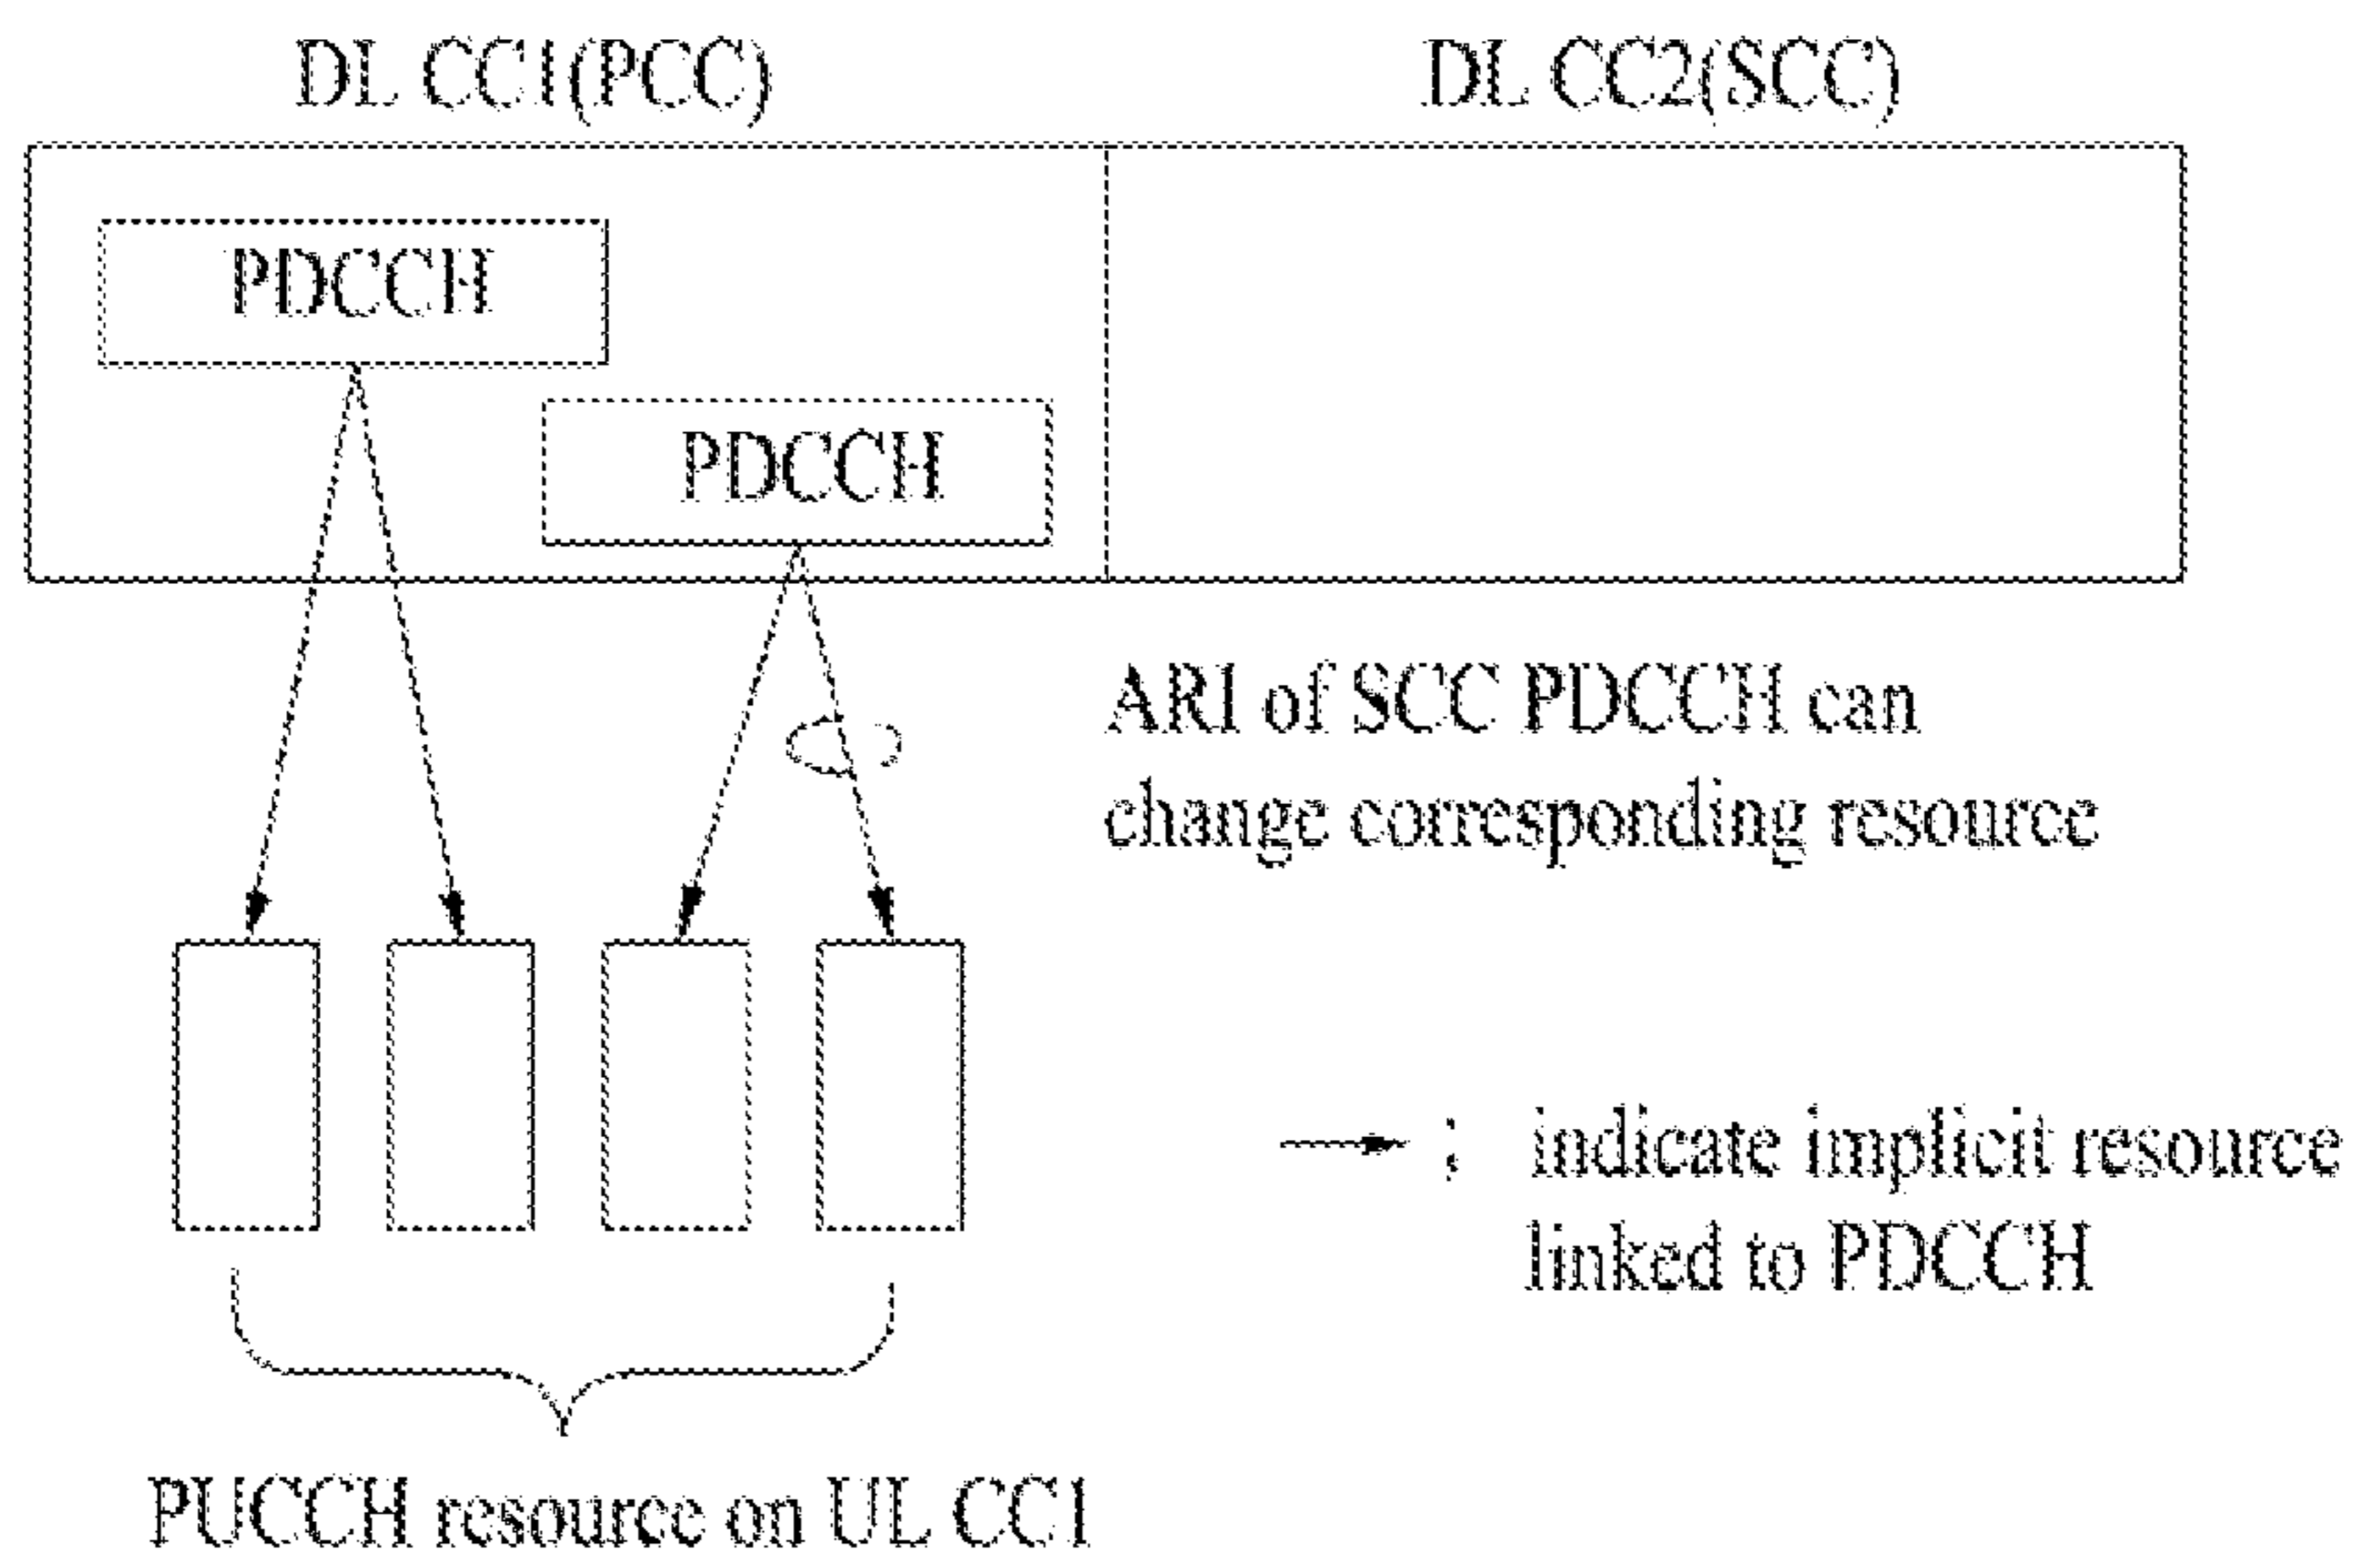 DL CC1(PCC)
DL CC2(SCC)
PDCCH
PDCCH
ARI of SCC PDCCH can
change corresponding resource
: indicate implicit resource
linked to PDCCH
PUCCH resource on UL CC1